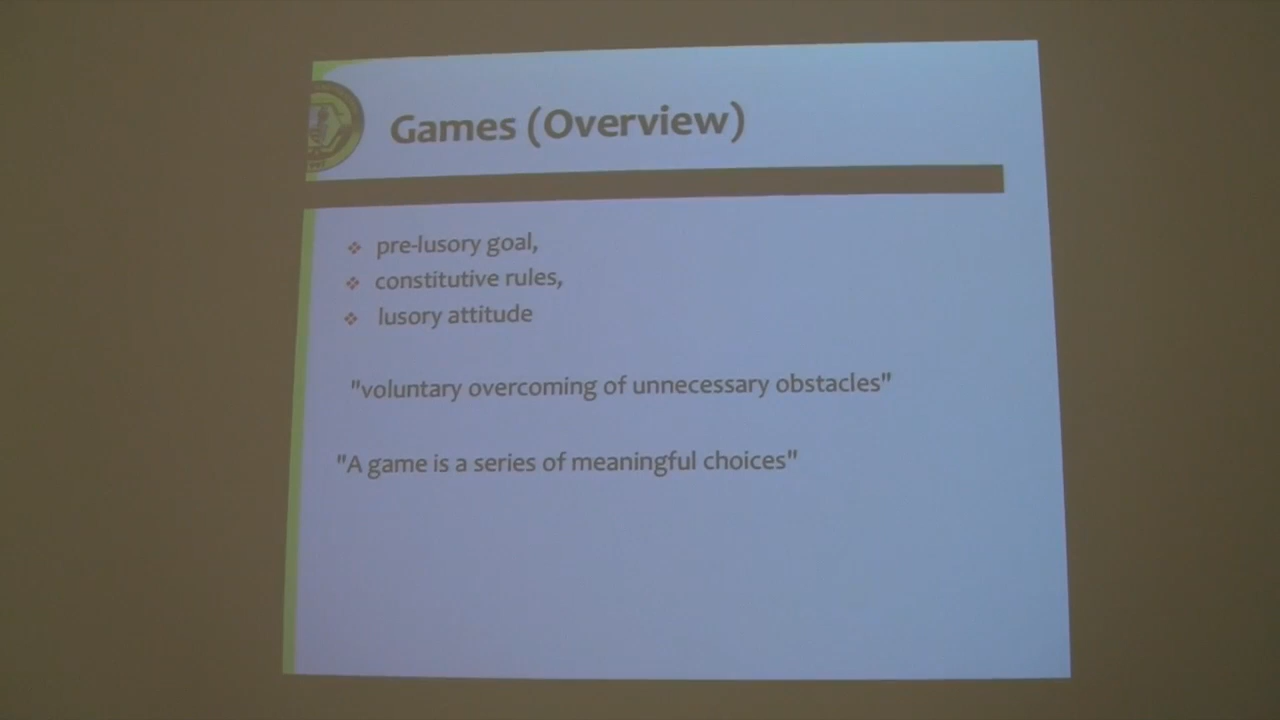 Games (Overview)
pre-lusory goal,
constitutive rules,
lusory attitude
"voluntary overcoming of unnecessary obstacles"
"A game is a series of meaningful choices"